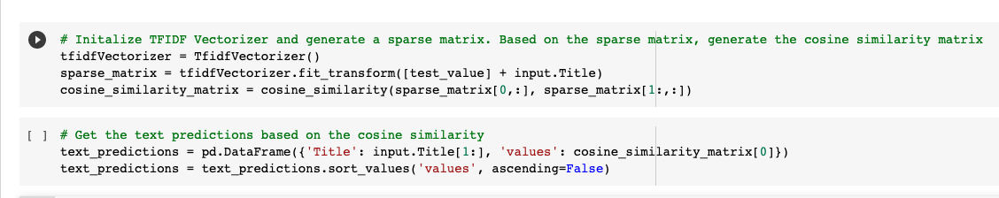 # Initalize TFIDF Vectorizer and generate a sparse matrix. Based on the sparse matrix, generate the cosine similarity matrix
tfidfVectorizer = TfidfVectorizer()
sparse_matrix = tfidfVectorizer.fit_transform([test_value] + input.Title)
cosine_similarity_matrix = cosine_similarity(sparse_matrix[0,:], sparse_matrix[1:,:])
[ ] # Get the text predictions based on the cosine similarity
text_predictions = pd.DataFrame({'Title': input.Title[1:], 'values': cosine_similarity_matrix[0]})
text_predictions = text_predictions.sort_values('values', ascending=False)